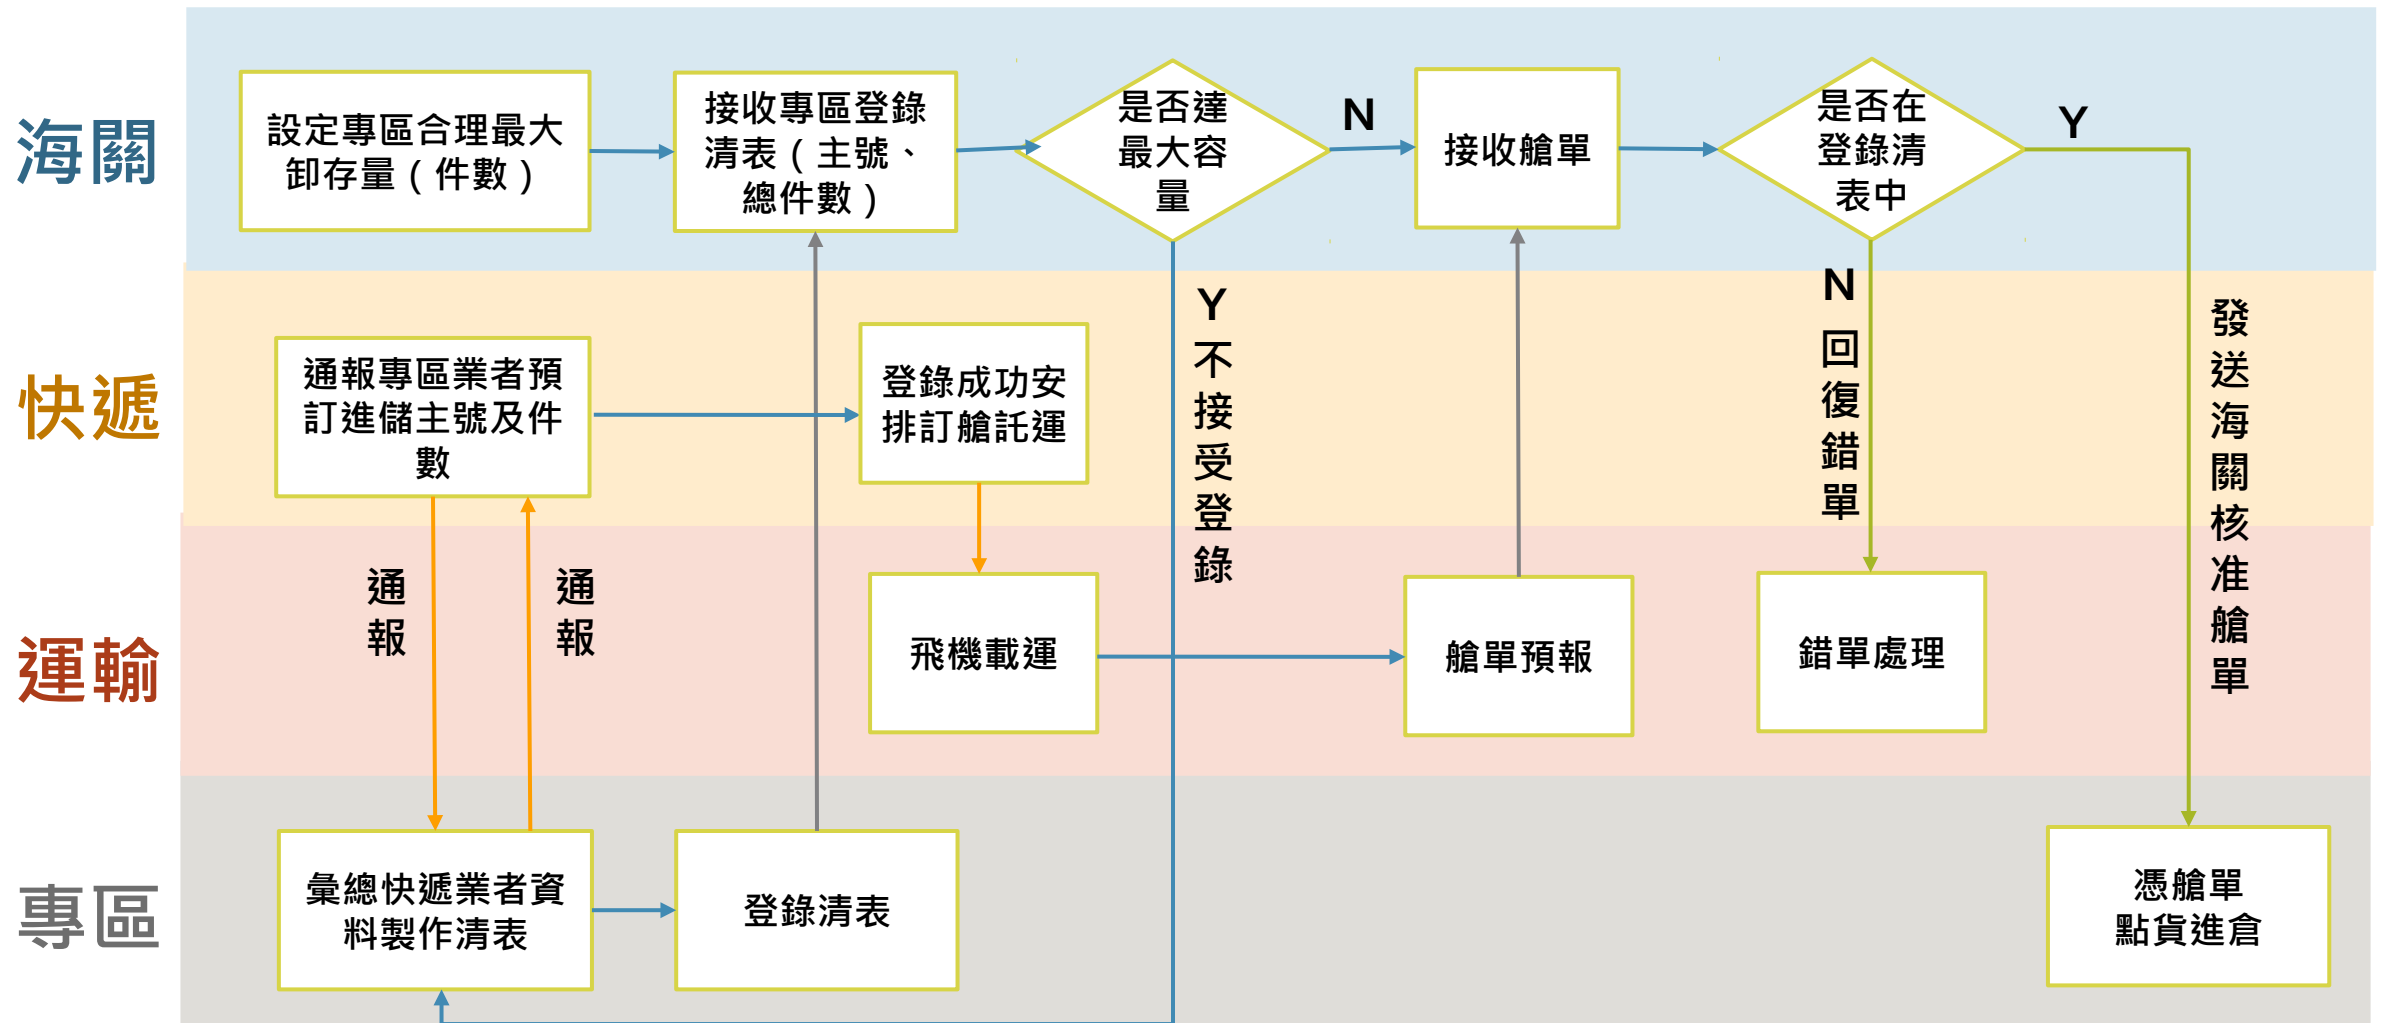 海關
設定專區合理最大
卸存量（件數）
接收專區登錄
清表（主號、
總件數）
是否達
最大容
量
N
接收艙單
是否在
登錄清
表中
Y
快遞
通報專區業者預
訂進儲主號及件
數
登錄成功安
排訂艙託運
Y
不
接
受
登
錄
N
回
復
錯
單
發
送
海
關
核
准
艙
單
運輸
通
報
通
報
飛機載運
艙單預報
錯單處理
專區
彙總快遞業者資
料製作清表
登錄清表
憑艙單
點貨進倉